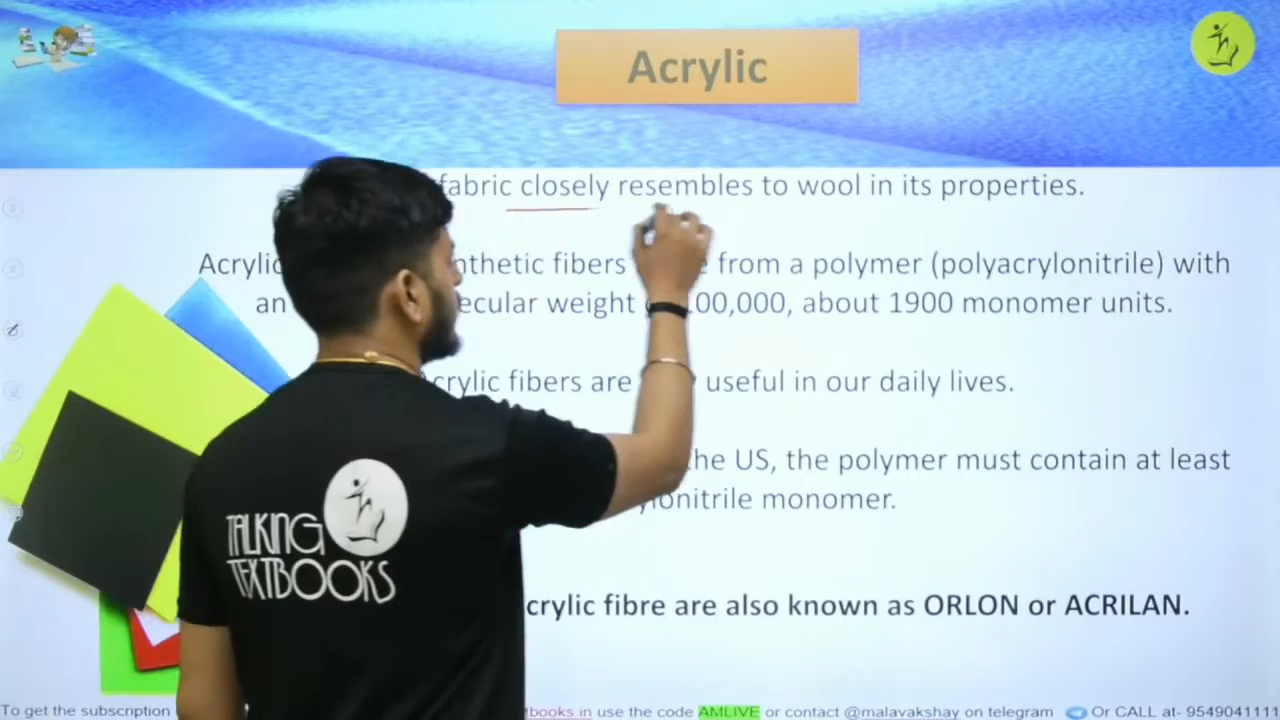 Acrylic
fabric closely resembles to wool in its properties.
Acrylic nthetic fibers from a polymer (polyacrylonitrile) with
an ecular weight 00,000, about 1900 monomer units.
crylic fibers are useful in our daily lives.
he US, the polymer must contain at least
ylonitrile monomer.
crylic fibre are also known as ORLON or ACRILAN.
TALKING
TEXTBOOKS
To get the subscription tbooks in use the code AMLIVE or contact @malavakshay on telegram Or CALL at- 9549041111